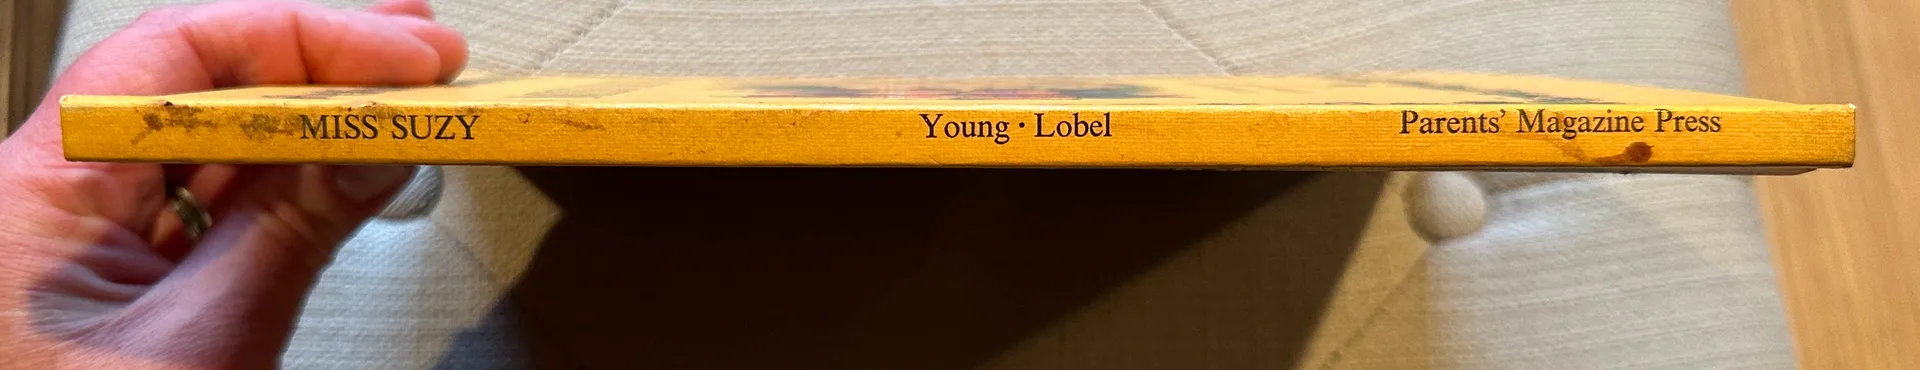 MISS SUZY Young · Lobel Parents' Magazine Press